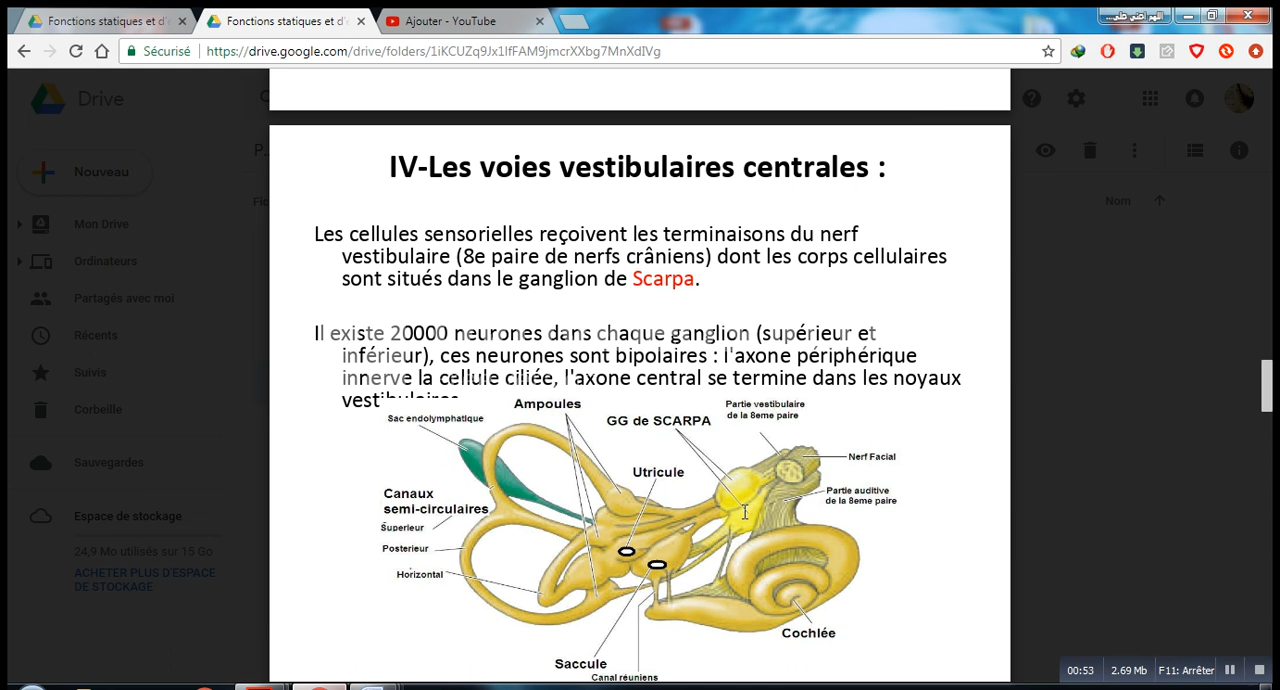 Fonctions statiques et d'
Fonctions statiques et d'
Ajouter - YouTube
Sécurisé
https://drive.google.com/drive/folders/1iKCUZq9Jx1lfFAM9jmcrXXbg7MnXdIVg
Drive
Nouveau
Mon Drive
Ordinateurs
Partagés avec moi
Récents
Suivis
Corbeille
Sauvegardes
Espace de stockage
24,9 Mo utilisés sur 15 Go
ACHETER PLUS D'ESPACE
DE STOCKAGE
Nom
IV-Les voies vestibulaires centrales :
Les cellules sensorielles reçoivent les terminaisons du nerf
vestibulaire (8e paire de nerfs crâniens) dont les corps cellulaires
sont situés dans le ganglion de Scarpa.
Il existe 20000 neurones dans chaque ganglion (supérieur et
inférieur), ces neurones sont bipolaires : l'axone périphérique
innerve la cellule ciliée, l'axone central se termine dans les noyaux
vestibulaires
Ampoules
Sac endolymphatique
GG de SCARPA
Partie vestibulaire
de la 8eme paire
Nerf Facial
Utricule
Partie auditive
de la 8eme paire
Canaux
semi-circulaires
Superieur
Posterieur
Horizontal
Cochlée
Saccule
Canal réuniens
00:53
2.69 Mb
F11: Arrêter